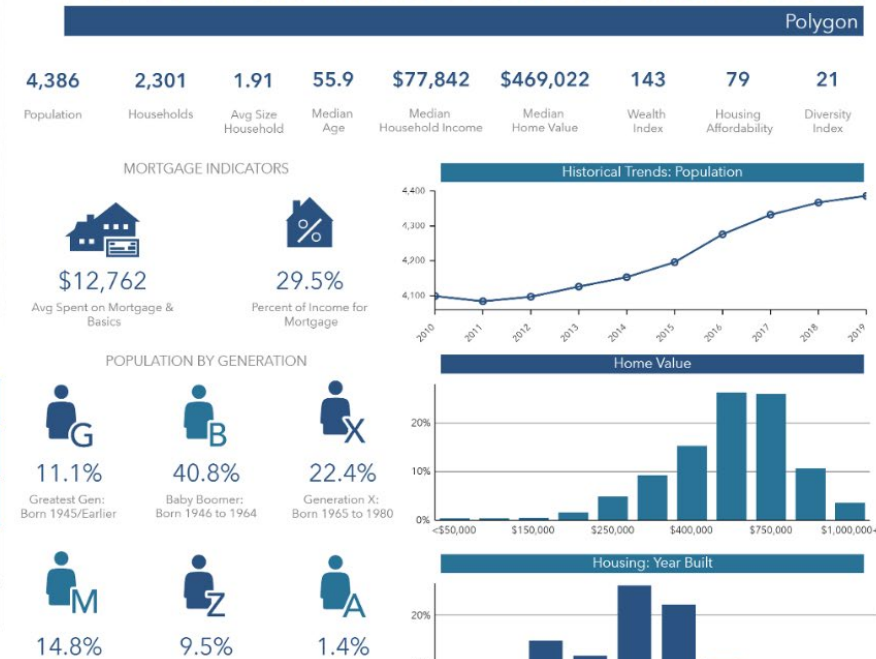 Polygon
4,386
2,301
1.91
55.9
$77,842
$469,022
143
79
21
Population
Households
Avg Size
Household
Median
Age
Median
Household Income
Median
Home Value
Wealth
Index
Housing
Affordability
Diversity
Index
MORTGAGE INDICATORS
%
$12,762
29.5%
Avg Spent on Mortgage &
Basics
Percent of Income for
Mortgage
Historical Trends: Population
4,400
4,300
4,200
4,100
2010
2011
2012
2013
2014
2015
2016
2017
2018
2019
POPULATION BY GENERATION
G
B
X
11.1%
40.8%
22.4%
Greatest Gen:
Born 1945/Earlier
Baby Boomer:
Born 1946 to 1964
Generation X:
Born 1965 to 1980
M
Z
A
14.8%
9.5%
1.4%
Home Value
20%
10%
0%
<$50,000
$150,000
$250,000
$400,000
$750,000
$1,000,000+
Housing: Year Built
20%